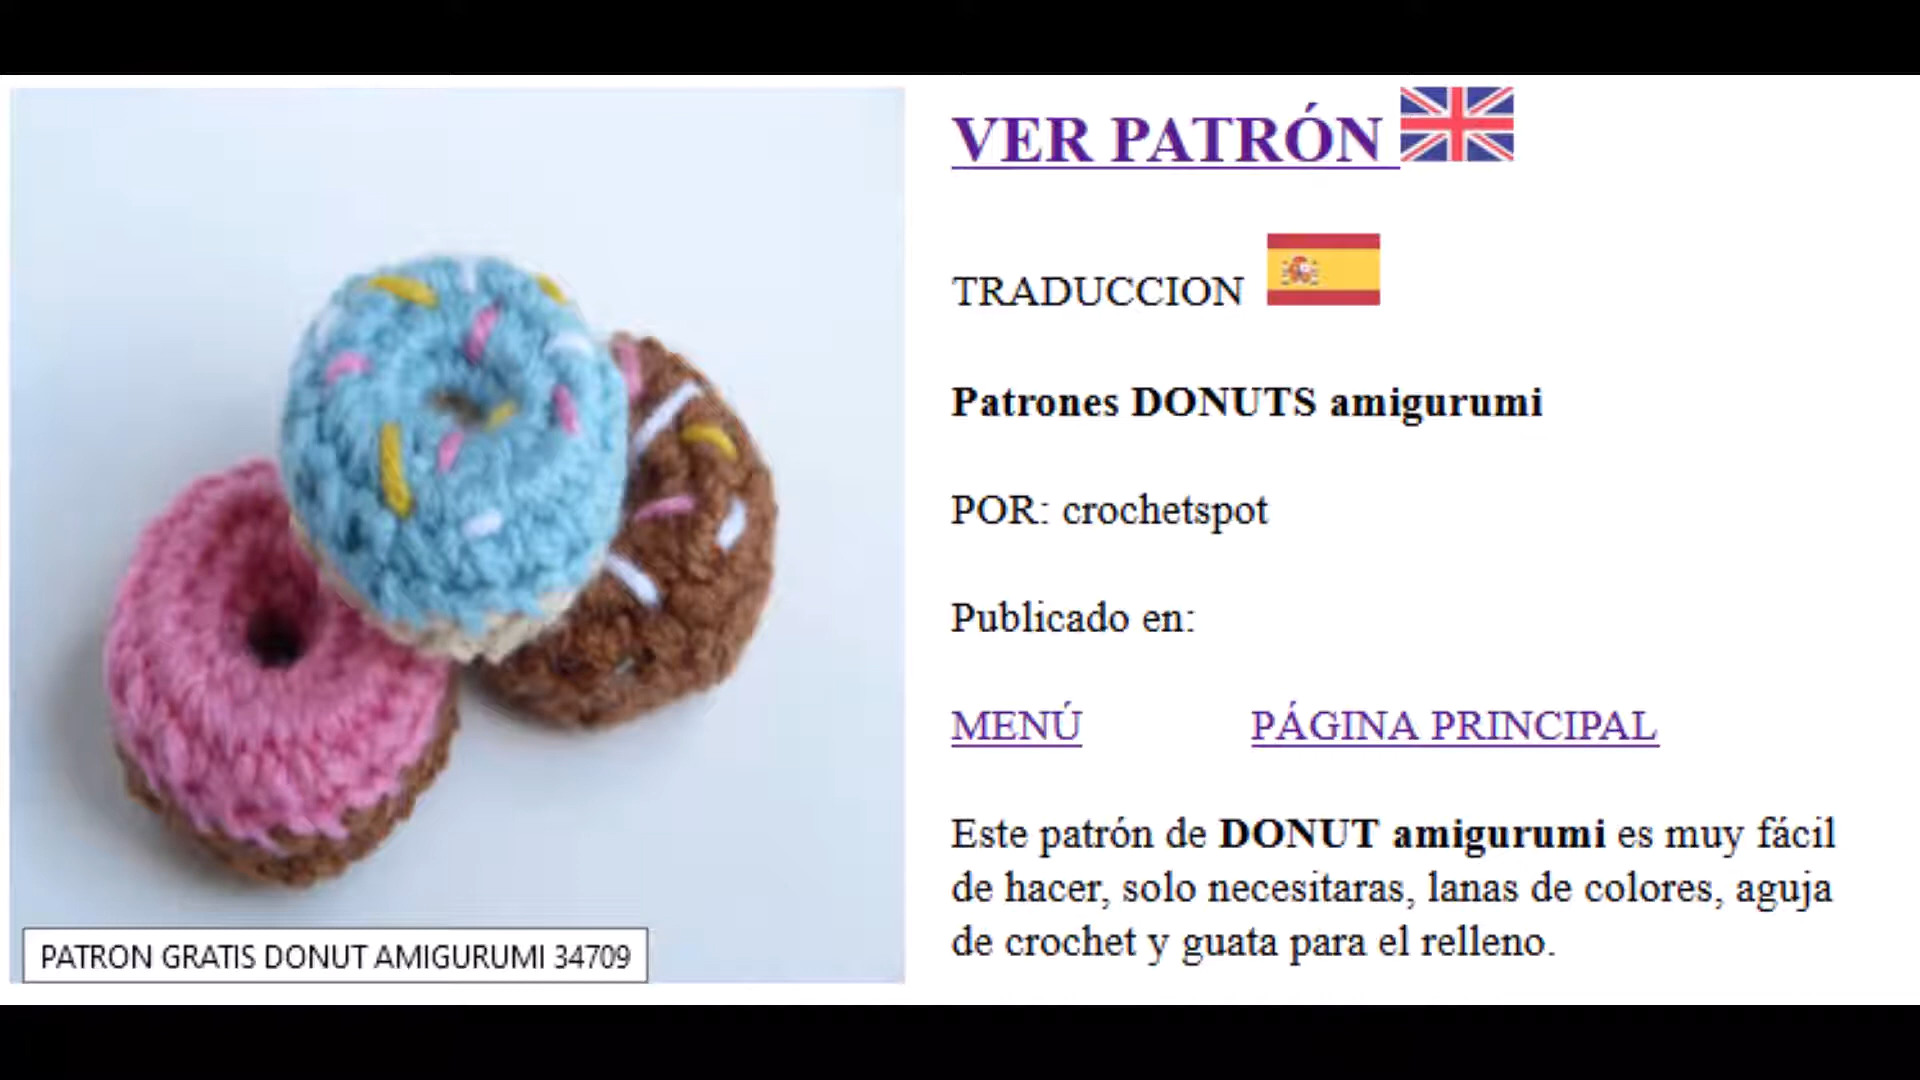 VER PATRÓN
TRADUCCION
Patrones DONUTS amigurumi
POR: crochetspot
Publicado en:
MENÚ PÁGINA PRINCIPAL
Este patrón de DONUT amigurumi es muy fácil
de hacer, solo necesitaras, lanas de colores, aguja
de crochet y guata para el relleno.
PATRON GRATIS DONUT AMIGURUMI 34709